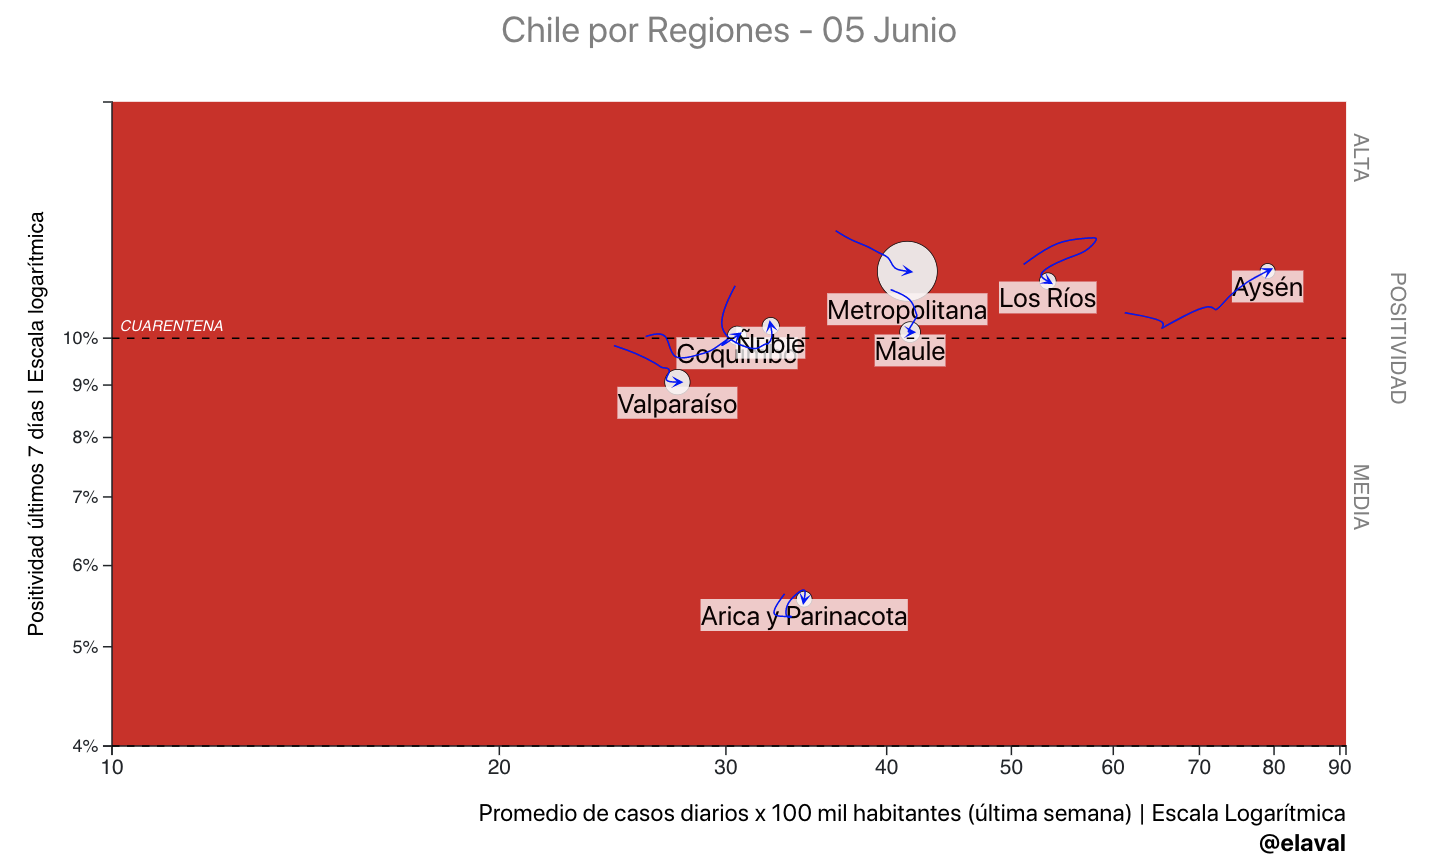 Chile por Regiones - 05 Junio
ALTA
POSITIVIDAD
MEDIA
Positividad últimos 7 días I Escala logarítmica
CUARENTENA
10%
9%
8%
7%
6%
5%
4%
Metropolitana
Los Ríos
Aysén
Maule
Coquimbo
Ñuble
Valparaíso
Arica y Parinacota
10 20 30 40 50 60 70 80 90
Promedio de casos diarios x 100 mil habitantes (última semana) | Escala Logarítmica
@elaval